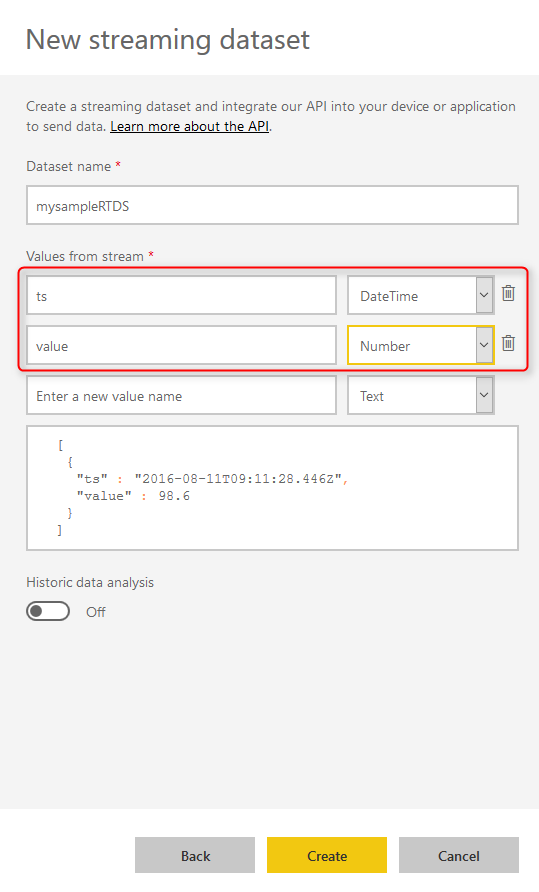 New streaming dataset
Create a streaming dataset and integrate our API into your device or application
to send data. Learn more about the API.
Dataset name *
mysampleRTDS
Values from stream *
ts DateTime
value Number
Enter a new value name Text
[
{
"ts" : "2016-08-11T09:11:28.446Z",
"value" : 98.6
}
]
Historic data analysis
Off
Back Create Cancel